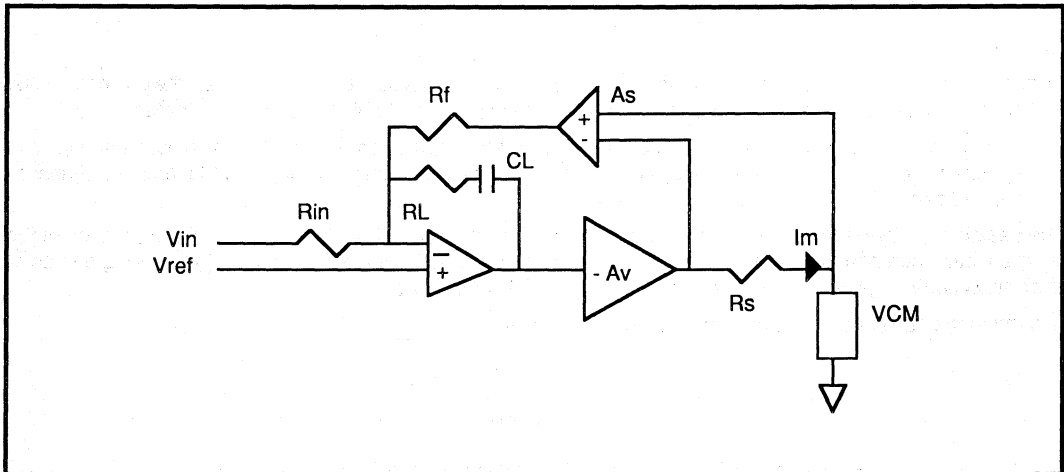 Rf
As
+
-
CL
Rin
RL
Vin
Vref
−
+
- Av
Im
Rs
VCM